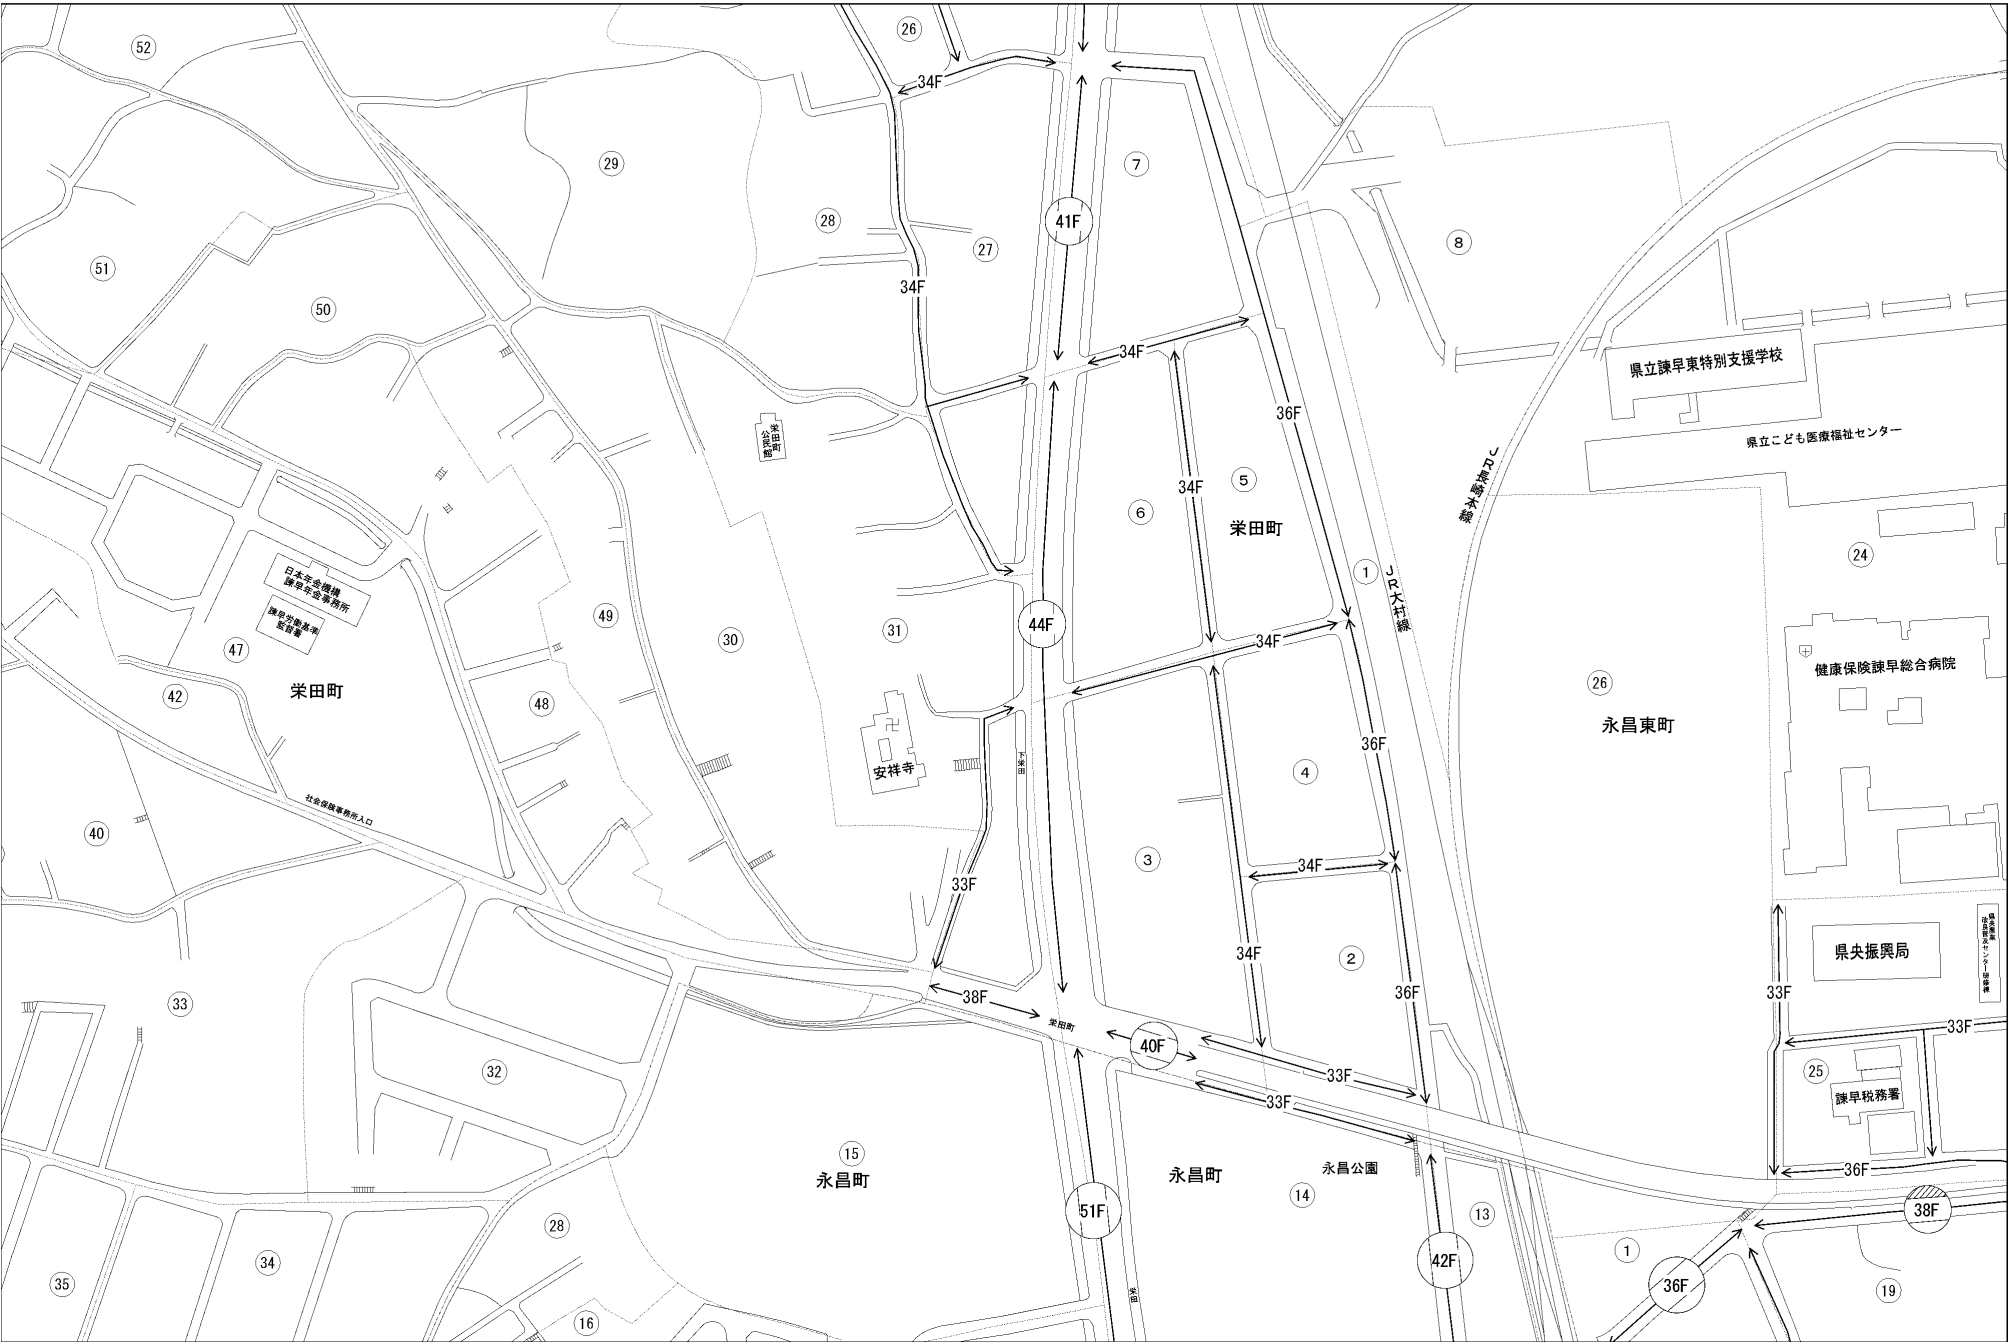 52
26
34F
29
7
28
41F
27
8
51
34F
50
34F
県立諫早東特別支援学校
36F
栄田町
公民館
県立こども医療福祉センター
JR長崎本線
34F
5
6
栄田町
24
日本年金機構
諫早年金事務所
1
JR大村線
諫早労働基準
監督署
49
30
31
44F
34F
47
健康保険諫早総合病院
栄田町
42
48
26
永昌東町
36F
安祥寺
下栄田
4
社会保険事務所入口
40
3
34F
33F
34F
2
県央振興局
33
38F
36F
33F
栄田町
33F
40F
32
33F
25
諫早税務署
33F
15
永昌町
永昌町
永昌公園
36F
14
51F
13
38F
28
34
42F
1
35
36F
19
栄田
16